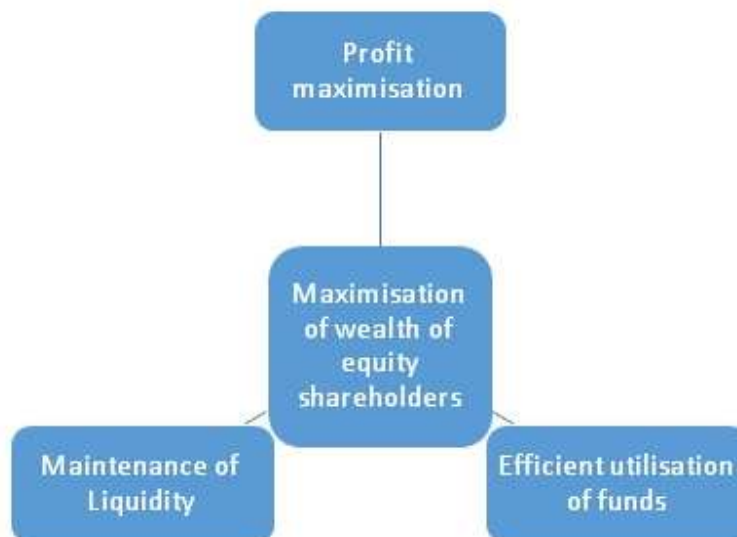 Profit
maximisation
Maximisation
of wealth of
equity
shareholders
Maintenance of
Liquidity
Efficient utilisation
of funds